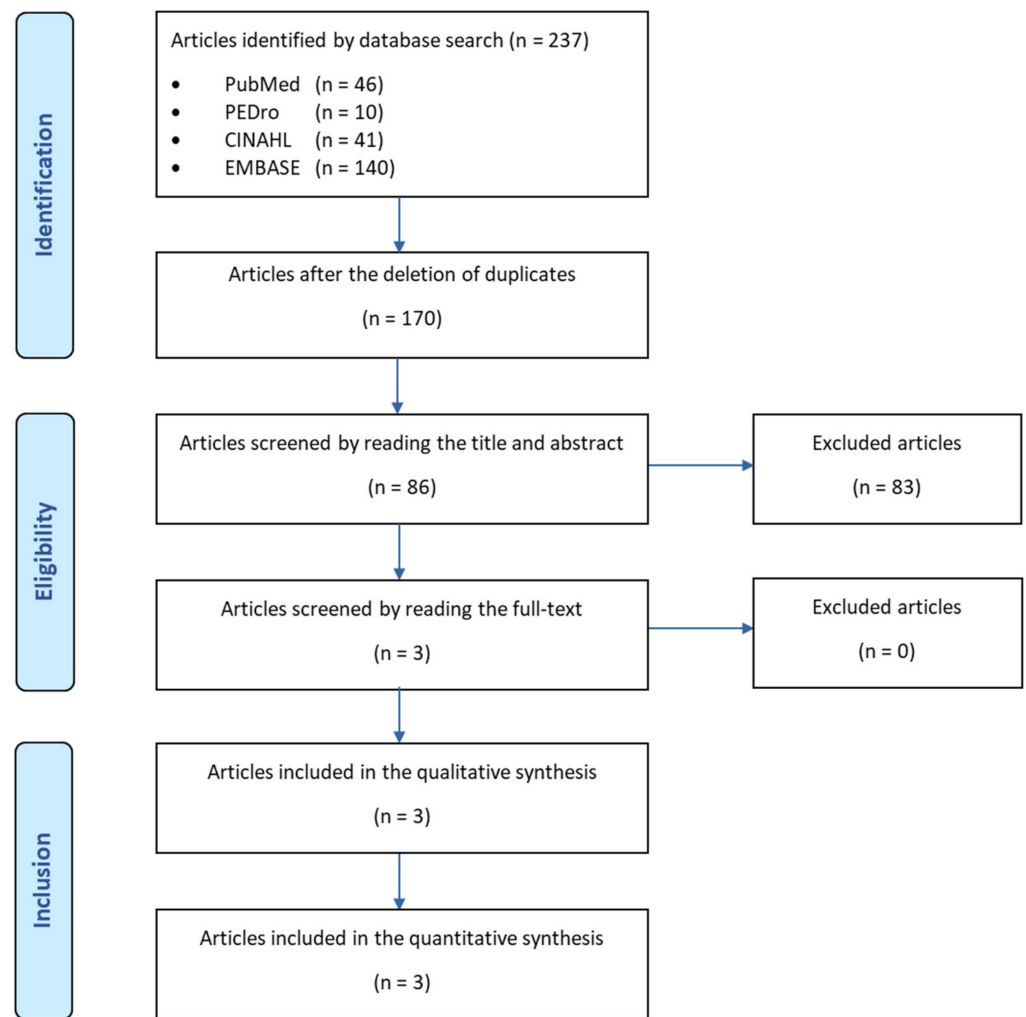 Identification
Articles identified by database search (n = 237)
• PubMed (n = 46)
• PEDro (n = 10)
• CINAHL (n = 41)
• EMBASE (n = 140)
Articles after the deletion of duplicates
(n = 170)
Eligibility
Articles screened by reading the title and abstract
(n = 86)
Excluded articles
(n = 83)
Articles screened by reading the full-text
(n = 3)
Excluded articles
(n = 0)
Inclusion
Articles included in the qualitative synthesis
(n = 3)
Articles included in the quantitative synthesis
(n = 3)